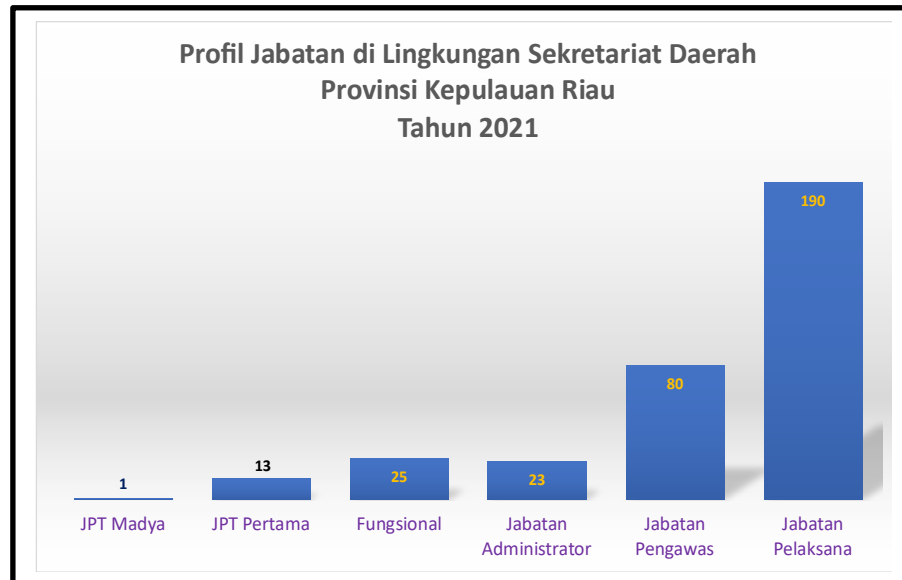 Profil Jabatan di Lingkungan Sekretariat Daerah
Provinsi Kepulauan Riau
Tahun 2021
190
80
1
13
25
23
JPT Madya
JPT Pertama
Fungsional
Jabatan
Administrator
Jabatan
Pengawas
Jabatan
Pelaksana